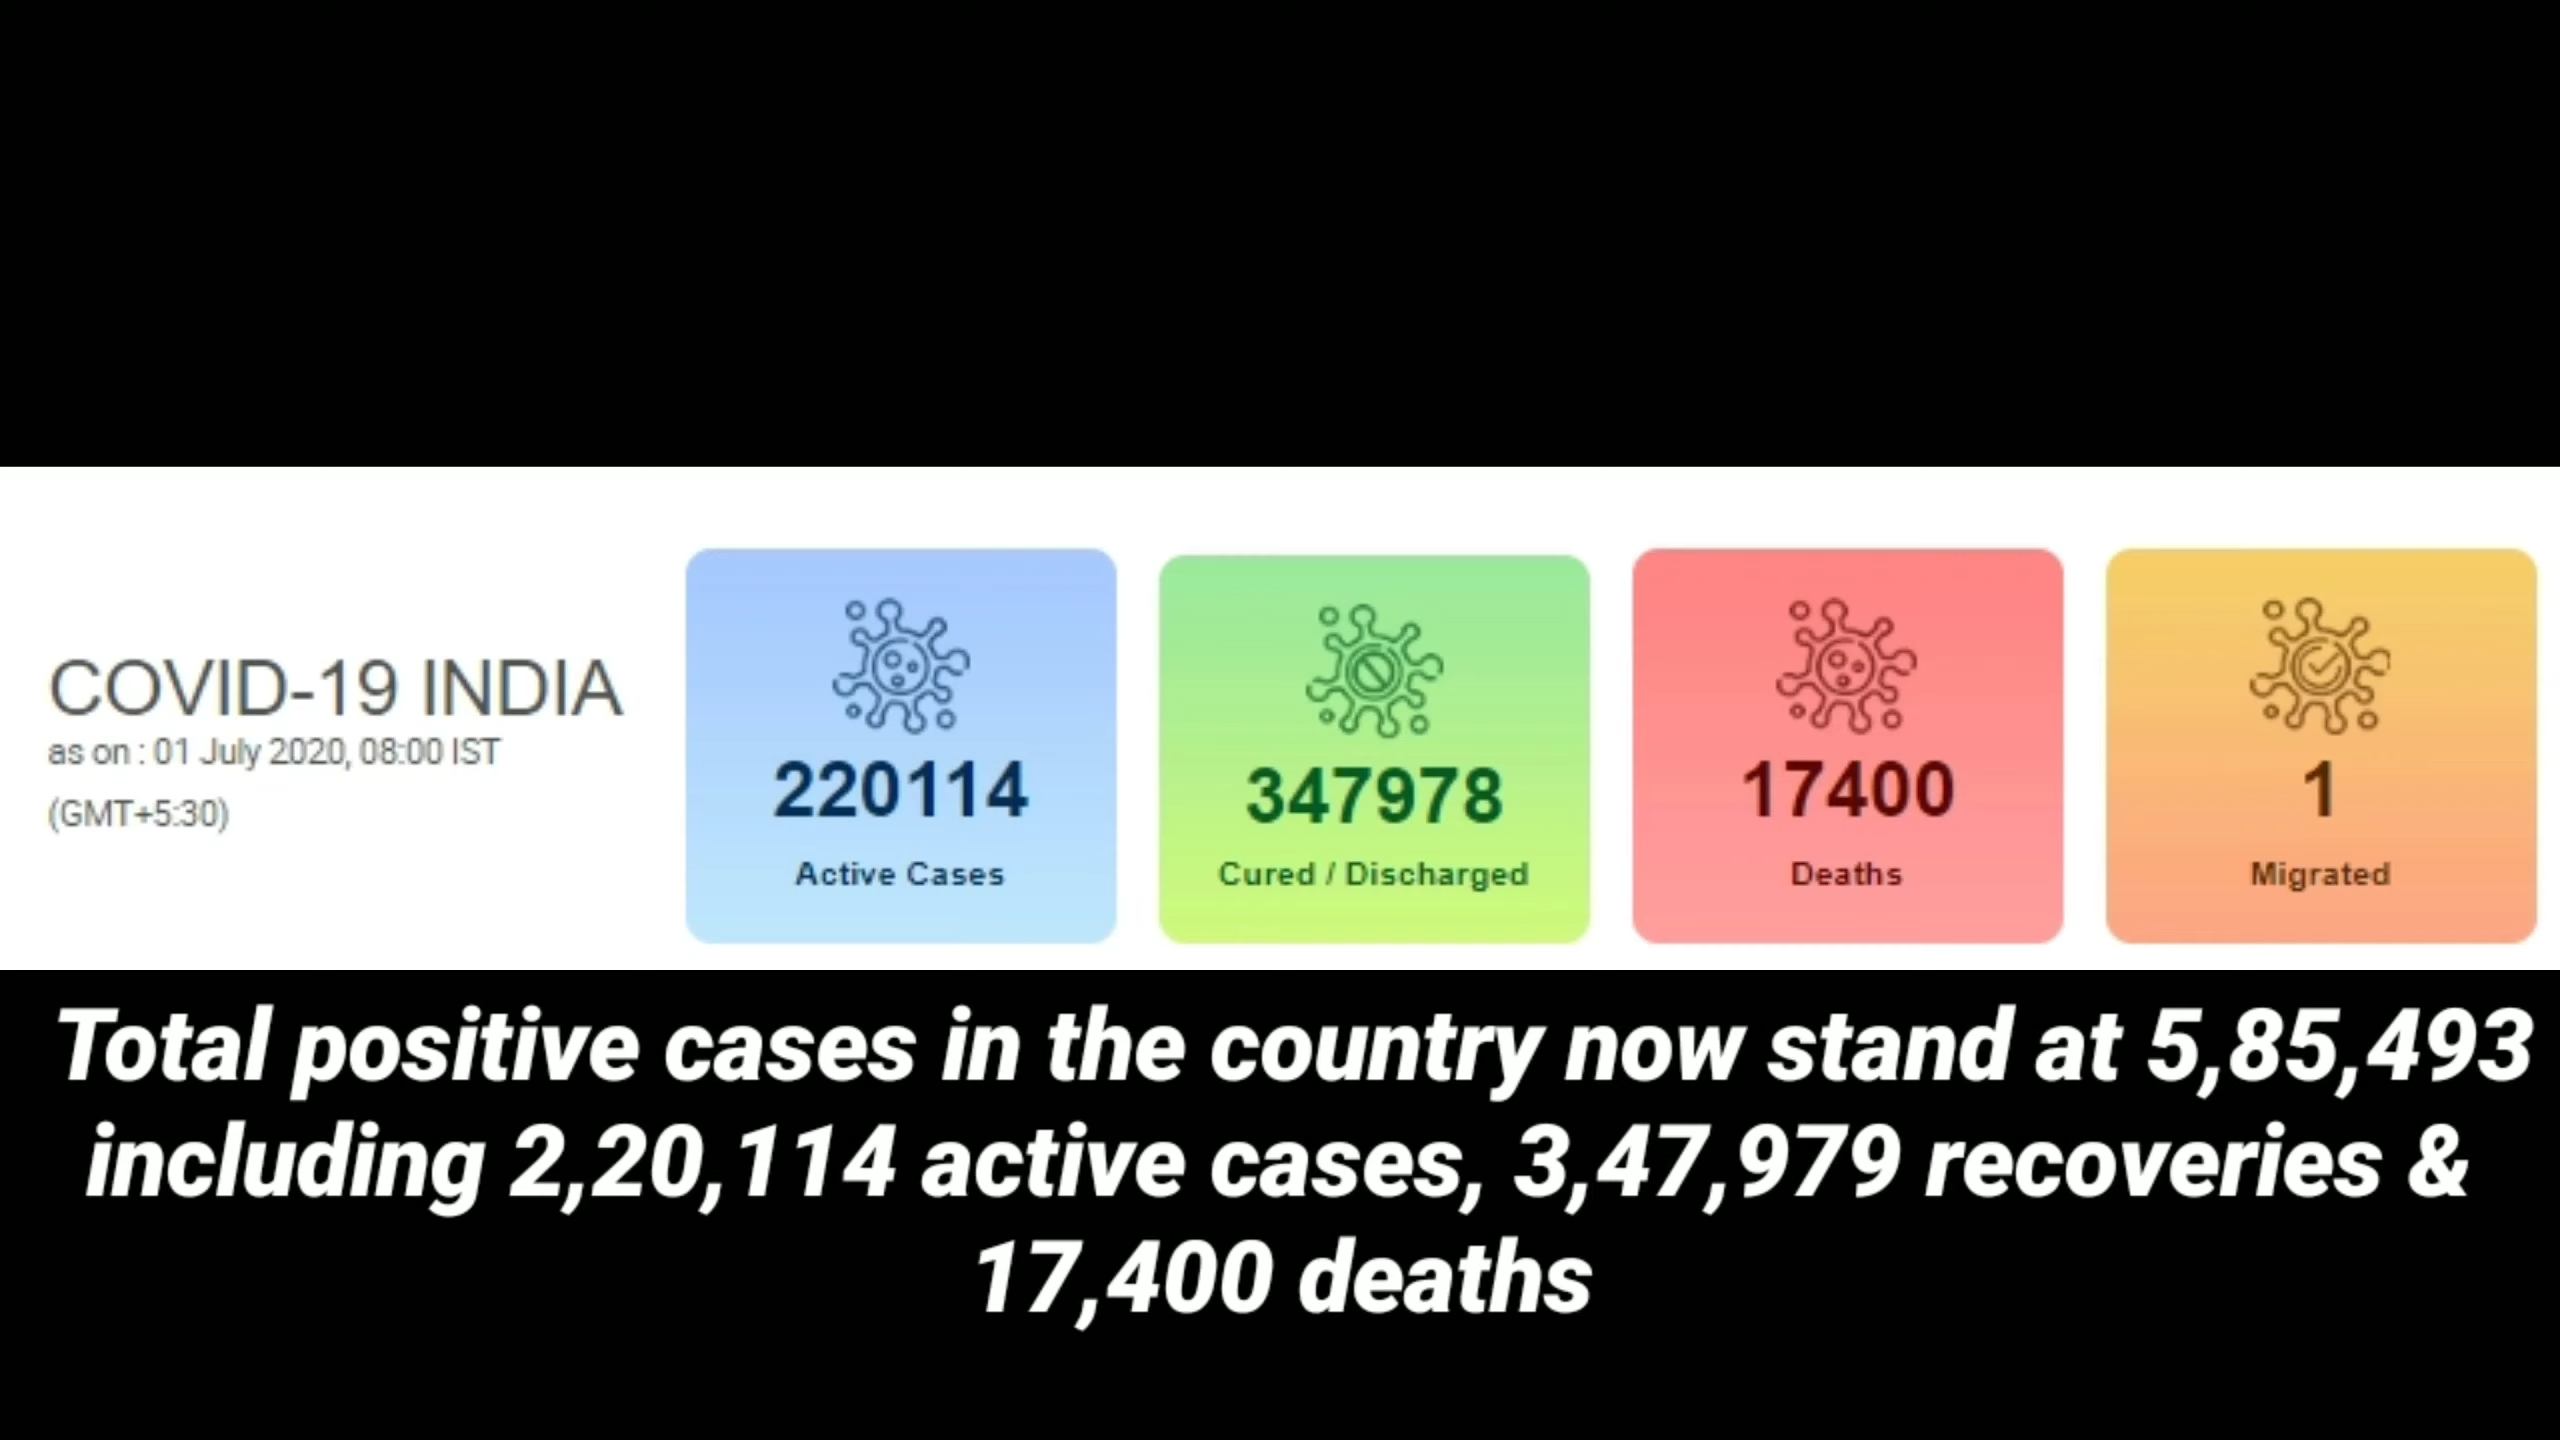 COVID-19 INDIA
as on : 01 July 2020, 08:00 IST
(GMT+5:30)
220114
Active Cases
347978
Cured / Discharged
17400
Deaths
1
Migrated
Total positive cases in the country now stand at 5,85,493
including 2,20,114 active cases, 3,47,979 recoveries &
17,400 deaths